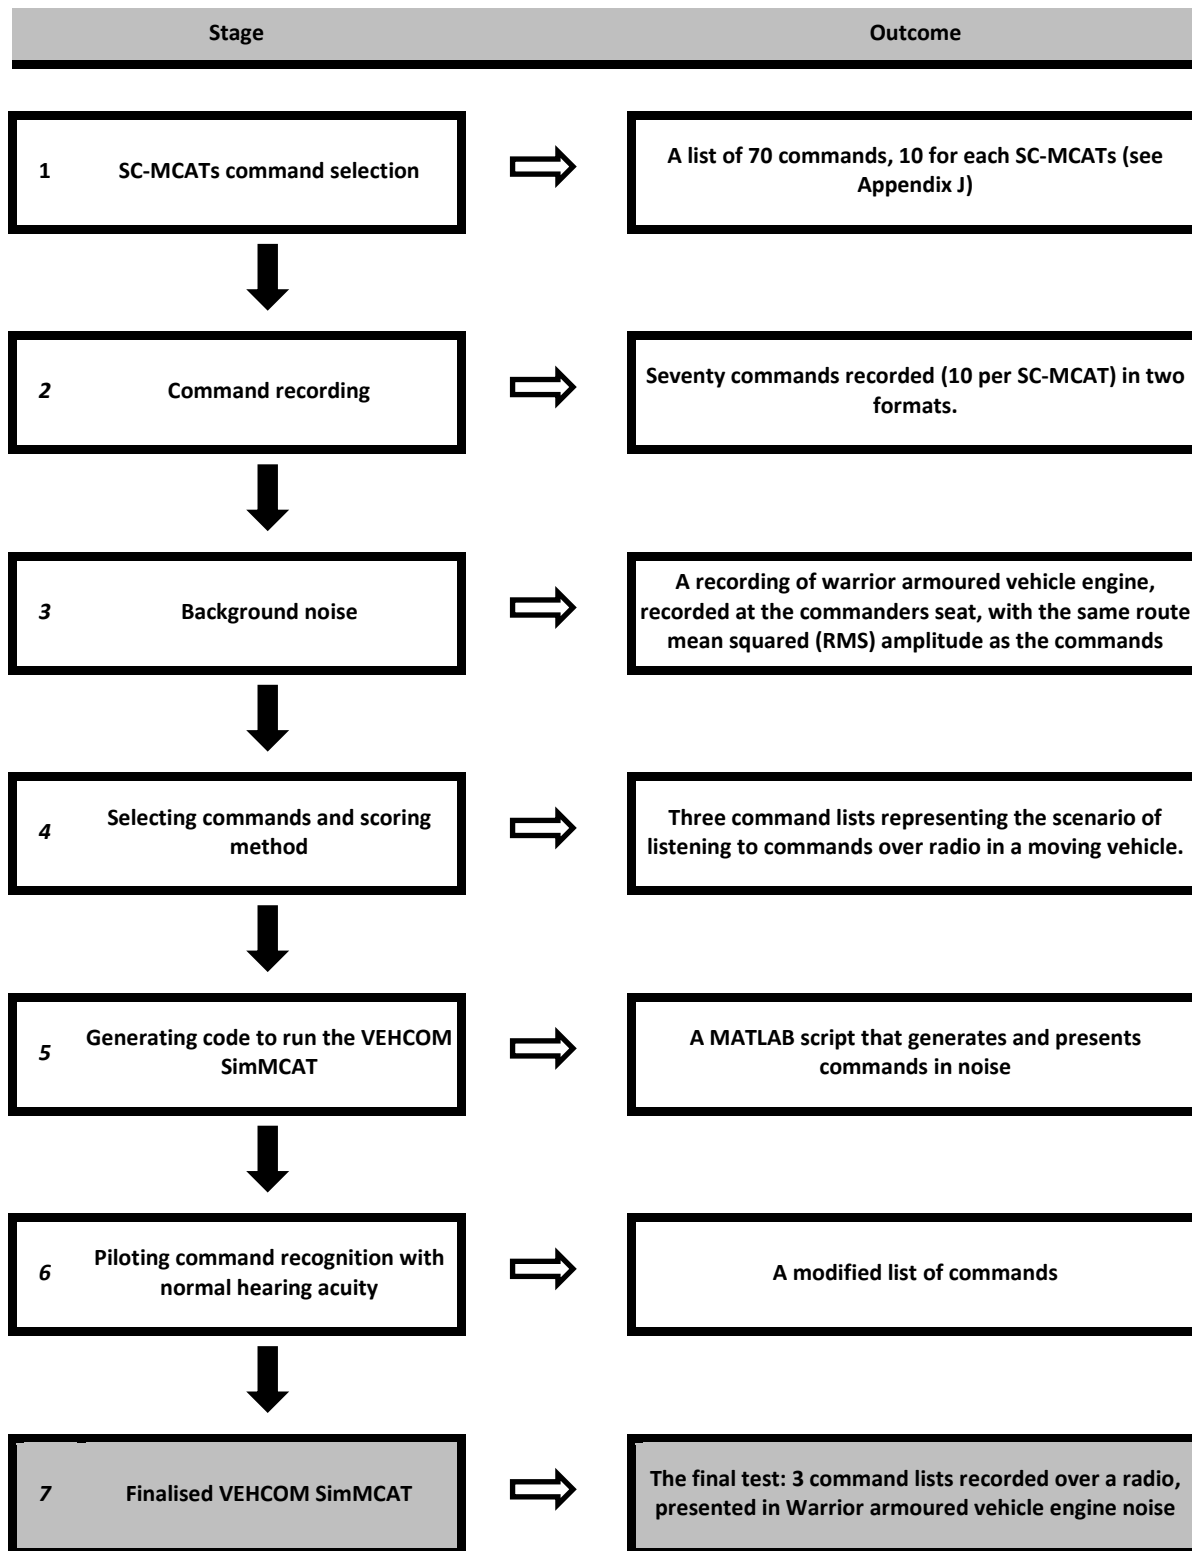 Stage
Outcome
1
SC-MCATs command selection
A list of 70 commands, 10 for each SC-MCATs (see
Appendix J)
2
Command recording
Seventy commands recorded (10 per SC-MCAT) in two
formats.
3
Background noise
A recording of warrior armoured vehicle engine,
recorded at the commanders seat, with the same route
mean squared (RMS) amplitude as the commands
4
Selecting commands and scoring
method
Three command lists representing the scenario of
listening to commands over radio in a moving vehicle.
5
Generating code to run the VEHCOM
SimMCAT
A MATLAB script that generates and presents
commands in noise
6
Piloting command recognition with
normal hearing acuity
A modified list of commands
7
Finalised VEHCOM SimMCAT
The final test: 3 command lists recorded over a radio,
presented in Warrior armoured vehicle engine noise